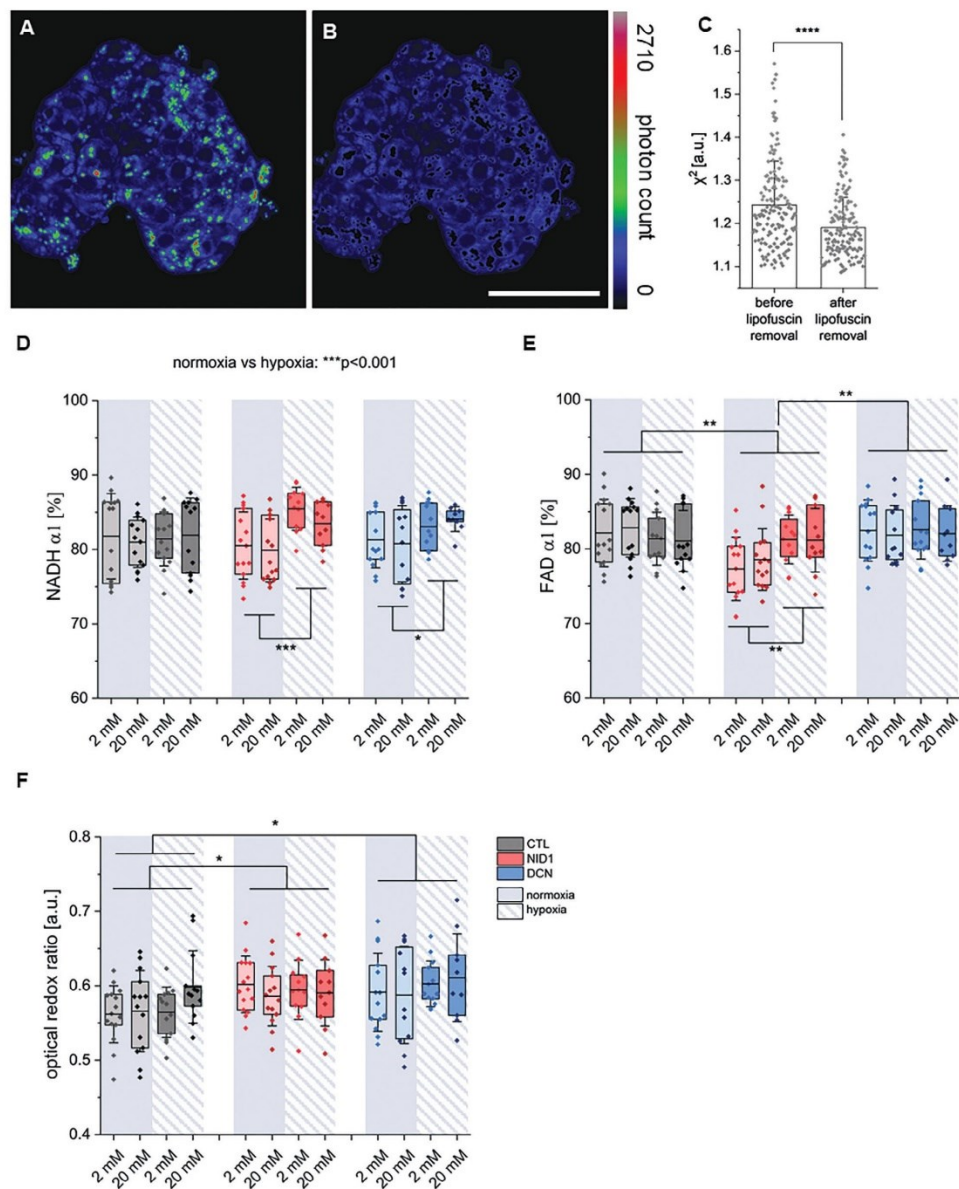 A
B
2710
photon count
0
C
****
χ² [a.u.]
1.6
1.5
1.4
1.3
1.2
1.1
before
lipofuscin
removal
after
lipofuscin
removal
D
normoxia vs hypoxia: ***p<0.001
NADH α1 [%]
100
90
80
70
60
***
*
2 mM
20 mM
2 mM
20 mM
2 mM
20 mM
2 mM
20 mM
2 mM
20 mM
2 mM
20 mM
E
FAD α1 [%]
100
90
80
70
60
**
**
**
2 mM
20 mM
2 mM
20 mM
2 mM
20 mM
2 mM
20 mM
2 mM
20 mM
2 mM
20 mM
F
optical redox ratio [a.u.]
0.8
0.7
0.6
0.5
0.4
*
*
2 mM
20 mM
2 mM
20 mM
2 mM
20 mM
2 mM
20 mM
2 mM
20 mM
2 mM
20 mM
CTL
NID1
DCN
normoxia
hypoxia